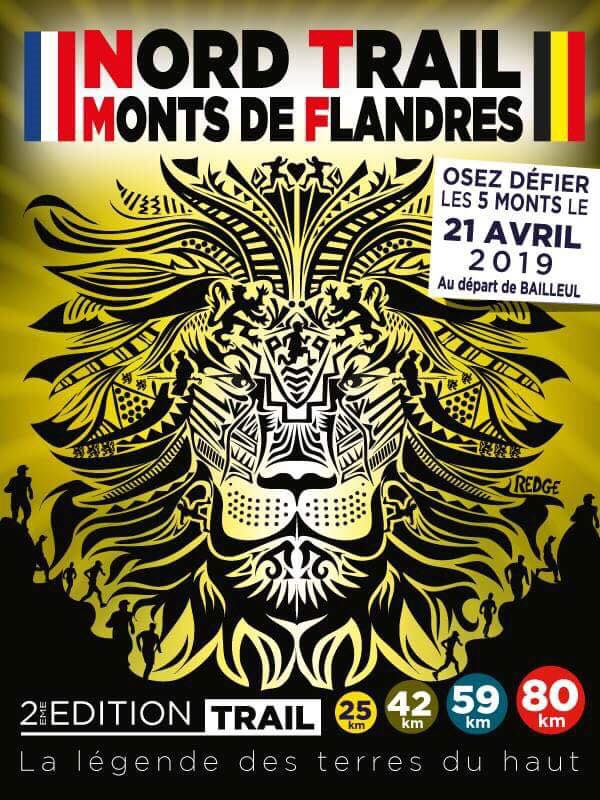 NORD TRAIL
MONTS DE FLANDRES
OSEZ DÉFIER
LES 5 MONTS LE
21 AVRIL
2019
Au départ de BAILLEUL
REDGE
2ÈME EDITION TRAIL 25 km 42 km 59 km 80 km
La légende des terres du haut